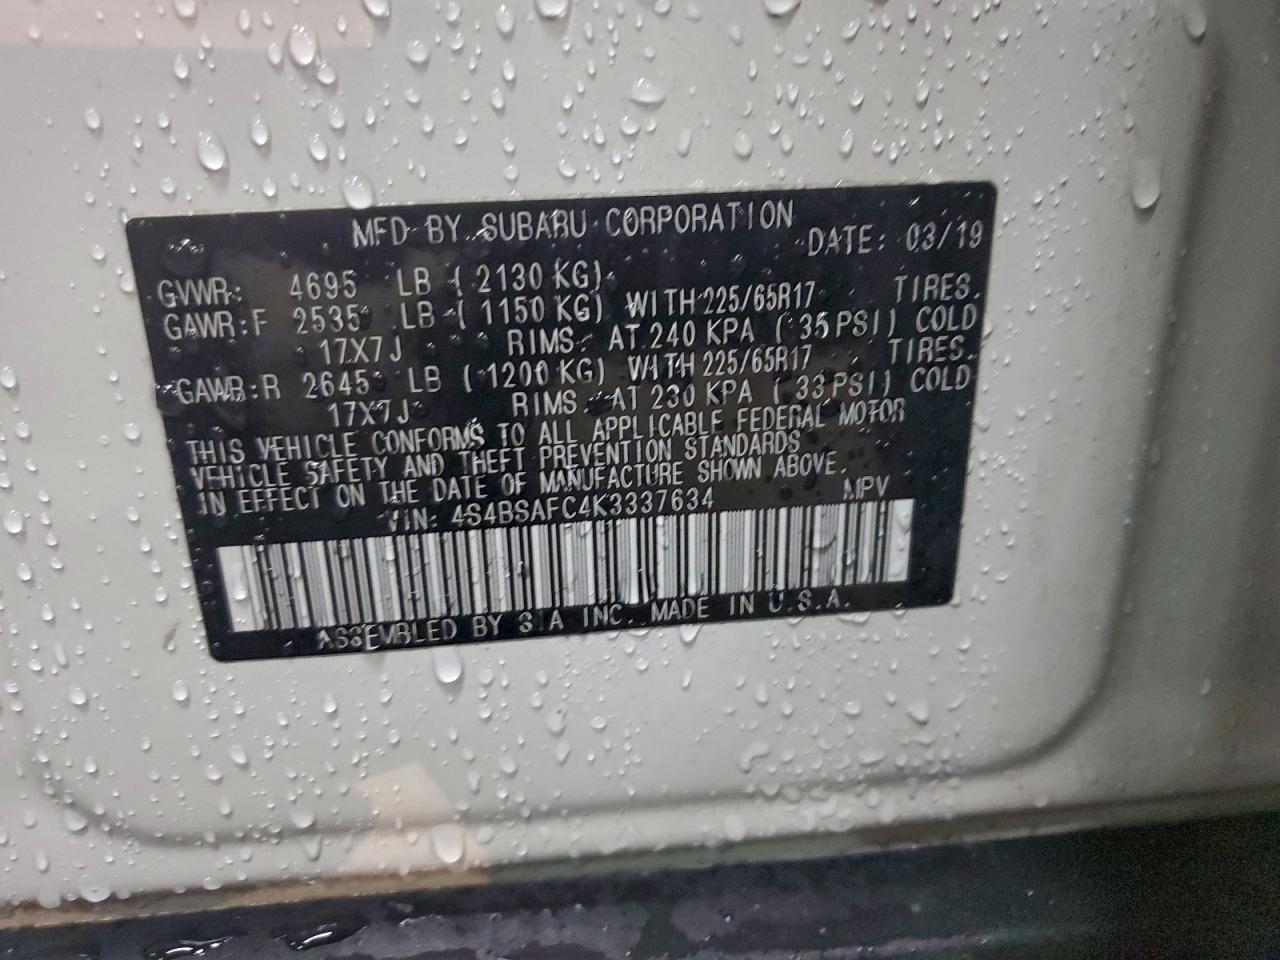 MFD BY SUBARU CORPORATION
DATE: 03/19
GVWR: 4695 LB (2130 KG)
GAWR:F 2535 LB (1150 KG) WITH 225/65R17 TIRES.
17X7J RIMS. AT 240 KPA (35 PSI) COLD
GAWR:R 2645 LB (1200 KG) WITH 225/65R17 TIRES.
17X7J RIMS. AT 230 KPA (33 PSI) COLD
THIS VEHICLE CONFORMS TO ALL APPLICABLE FEDERAL MOTOR
VEHICLE SAFETY AND THEFT PREVENTION STANDARDS
IN EFFECT ON THE DATE OF MANUFACTURE SHOWN ABOVE.
VIN: 4S4BSAFC4K3337634 MPV
ASSEMBLED BY S.I.A. INC. MADE IN U.S.A.